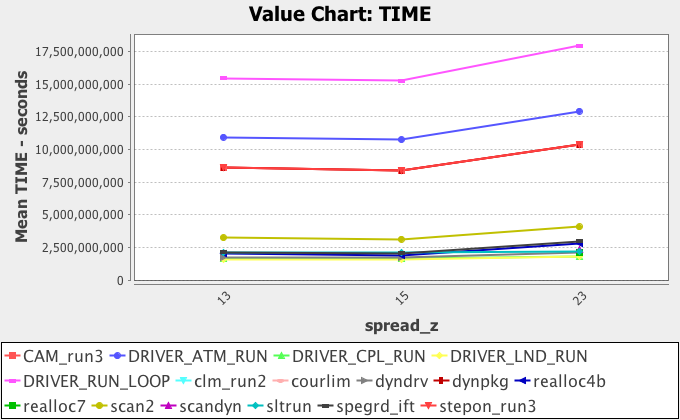 Value Chart: TIME
17,500,000,000
15,000,000,000
12,500,000,000
10,000,000,000
7,500,000,000
5,000,000,000
2,500,000,000
0
Mean TIME - seconds
13 15 23
spread_z
CAM_run3 DRIVER_ATM_RUN DRIVER_CPL_RUN DRIVER_LND_RUN
DRIVER_RUN_LOOP clm_run2 courlim dyndrv dynpkg realloc4b
realloc7 scan2 scandyn sltrun spegrd_ift stepon_run3